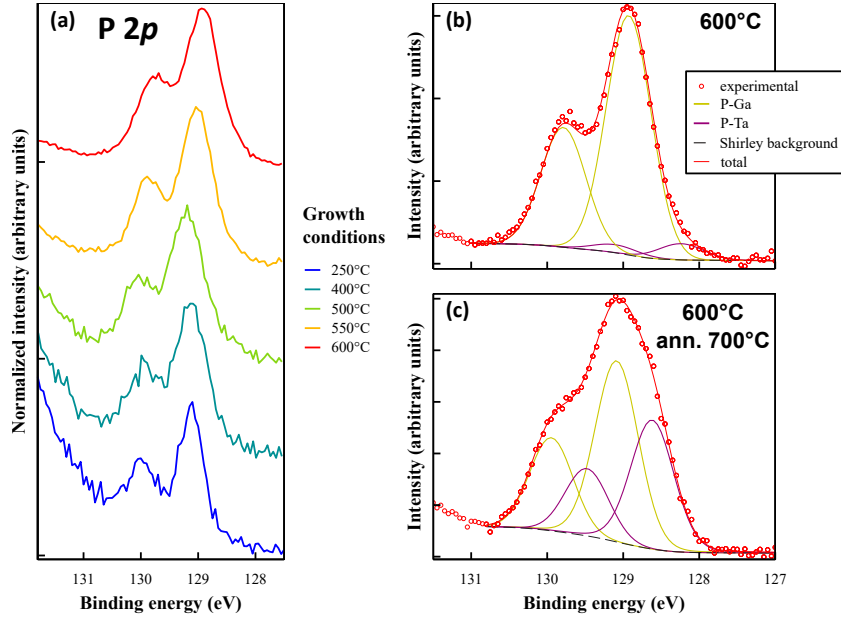 (a)
P 2p
Normalized intensity (arbitrary units)
131
130
129
128
Binding energy (eV)
Growth
conditions
250°C
400°C
500°C
550°C
600°C
(b)
600°C
Intensity (arbitrary units)
experimental
P-Ga
P-Ta
Shirley background
total
(c)
600°C
ann. 700°C
Intensity (arbitrary units)
131
130
129
128
127
Binding energy (eV)